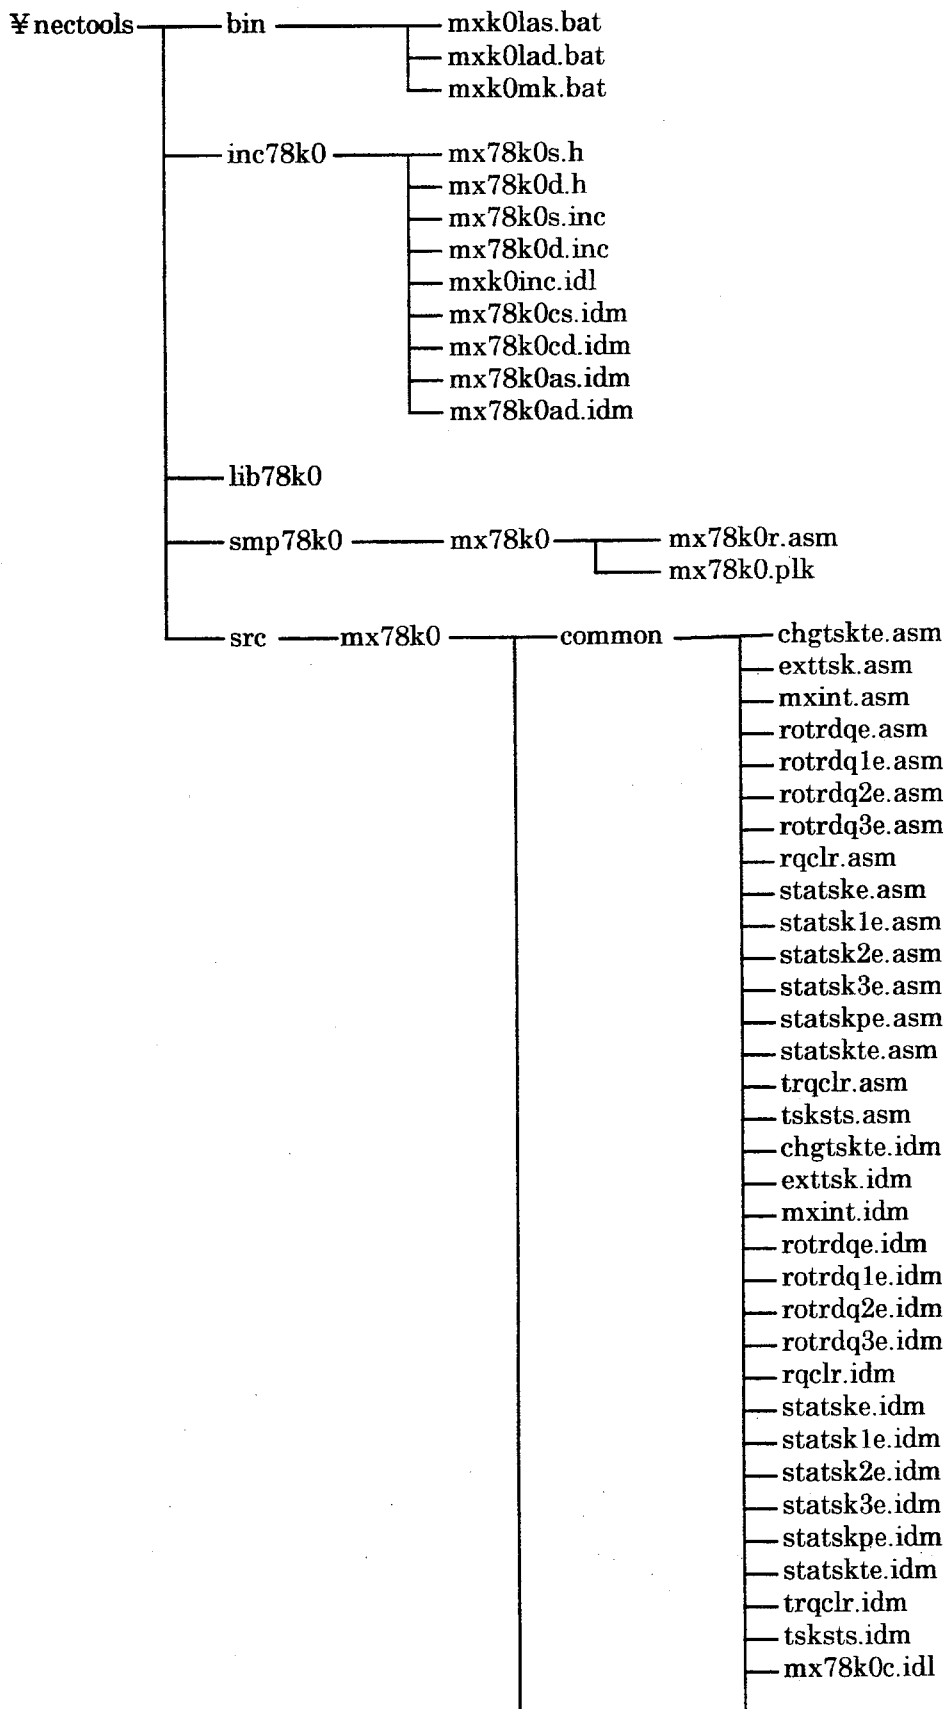 ¥nectools bin mxk0las.bat
mxk0lad.bat
mxk0mk.bat
inc78k0 mx78k0s.h
mx78k0d.h
mx78k0s.inc
mx78k0d.inc
mxk0inc.idl
mx78k0cs.idm
mx78k0cd.idm
mx78k0as.idm
mx78k0ad.idm
lib78k0
smp78k0 mx78k0 mx78k0r.asm
mx78k0.plk
src mx78k0 common chgtskte.asm
exttsk.asm
mxint.asm
rotrdqe.asm
rotrdq1e.asm
rotrdq2e.asm
rotrdq3e.asm
rqclr.asm
statske.asm
statsk1e.asm
statsk2e.asm
statsk3e.asm
statskpe.asm
statskte.asm
trqclr.asm
tsksts.asm
chgtskte.idm
exttsk.idm
mxint.idm
rotrdqe.idm
rotrdq1e.idm
rotrdq2e.idm
rotrdq3e.idm
rqclr.idm
statske.idm
statsk1e.idm
statsk2e.idm
statsk3e.idm
statskpe.idm
statskte.idm
trqclr.idm
tsksts.idm
mx78k0c.idl